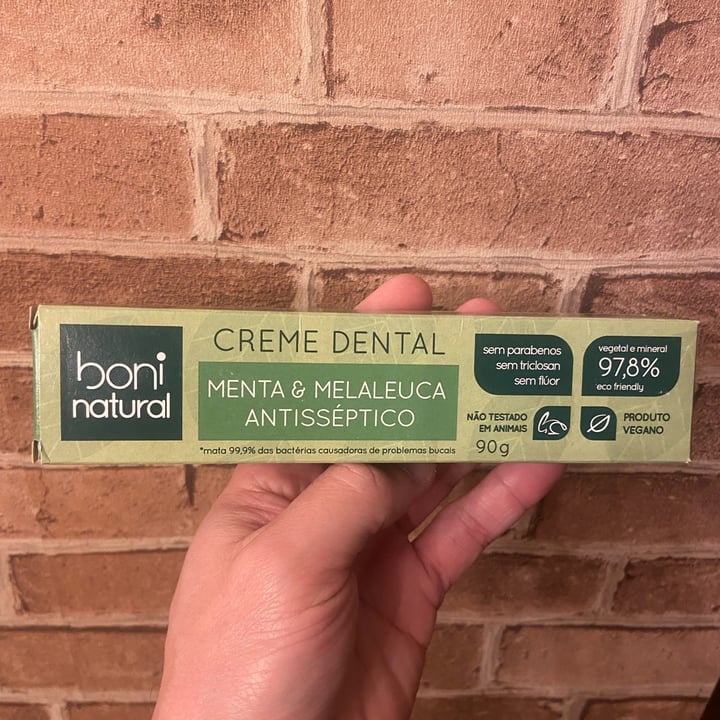 boni
natural
CREME DENTAL
MENTA & MELALEUCA
ANTISSÉPTICO
*mata 99,9% das bactérias causadoras de problemas bucais
sem parabenos
sem triclosan
sem flúor
vegetal e mineral
97,8%
eco friendly
NÃO TESTADO
EM ANIMAIS
PRODUTO
VEGANO
90g